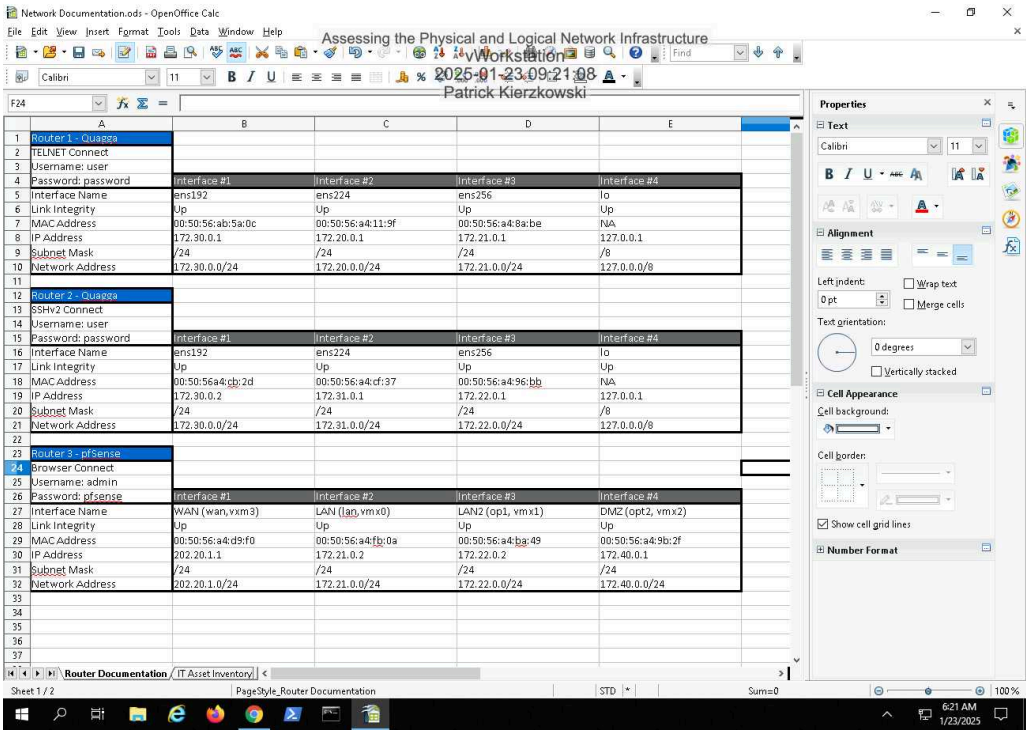 Network Documentation.ods - OpenOffice Calc
File Edit View Insert Format Tools Data Window Help
Assessing the Physical and Logical Network Infrastructure
vWorkstation
Find
2025-01-23 09:21:08
Patrick Kierzkowski
Calibri 11
F24
A B C D E
1 Router 1 - Quagga
2 TELNET Connect
3 Username: user
4 Password: password Interface #1 Interface #2 Interface #3 Interface #4
5 Interface Name ens192 ens224 ens256 lo
6 Link Integrity Up Up Up Up
7 MAC Address 00:50:56:ab:5a:0c 00:50:56:a4:11:9f 00:50:56:a4:8a:be NA
8 IP Address 172.30.0.1 172.20.0.1 172.21.0.1 127.0.0.1
9 Subnet Mask /24 /24 /24 /8
10 Network Address 172.30.0.0/24 172.20.0.0/24 172.21.0.0/24 127.0.0.0/8
11
12 Router 2 - Quagga
13 SSHv2 Connect
14 Username: user
15 Password: password Interface #1 Interface #2 Interface #3 Interface #4
16 Interface Name ens192 ens224 ens256 lo
17 Link Integrity Up Up Up Up
18 MAC Address 00:50:56a4:cb:2d 00:50:56:a4:cf:37 00:50:56:a4:96:bb NA
19 IP Address 172.30.0.2 172.31.0.1 172.22.0.1 127.0.0.1
20 Subnet Mask /24 /24 /24 /8
21 Network Address 172.30.0.0/24 172.31.0.0/24 172.22.0.0/24 127.0.0.0/8
22
23 Router 3 - pfSense
24 Browser Connect
25 Username: admin
26 Password: pfsense Interface #1 Interface #2 Interface #3 Interface #4
27 Interface Name WAN (wan,vxm3) LAN (lan,vmx0) LAN2 (op1, vmx1) DMZ (opt2, vmx2)
28 Link Integrity Up Up Up Up
29 MAC Address 00:50:56:a4:d9:f0 00:50:56:a4:fb:0a 00:50:56:a4:ba:49 00:50:56:a4:9b:2f
30 IP Address 202.20.1.1 172.21.0.2 172.22.0.2 172.40.0.1
31 Subnet Mask /24 /24 /24 /24
32 Network Address 202.20.1.0/24 172.21.0.0/24 172.22.0.0/24 172.40.0.0/24
33
34
35
36
37
Router Documentation IT Asset Inventory
Sheet 1 / 2 PageStyle_Router Documentation STD * Sum=0 100 %
Properties
Text
Calibri 11
B I U ABC
Alignment
Left indent:
0 pt
Wrap text
Merge cells
Text orientation:
0 degrees
Vertically stacked
Cell Appearance
Cell background:
Cell border:
Show cell grid lines
Number Format
6:21 AM
1/23/2025